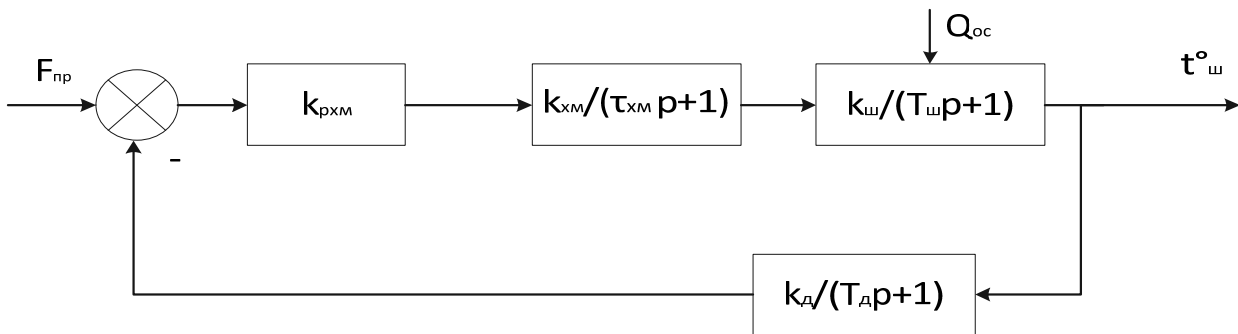 Qос
Fпр
t°ш
kрхм
kхм/(τхм p+1)
kш/(Tшp+1)
-
kд/(Tдp+1)